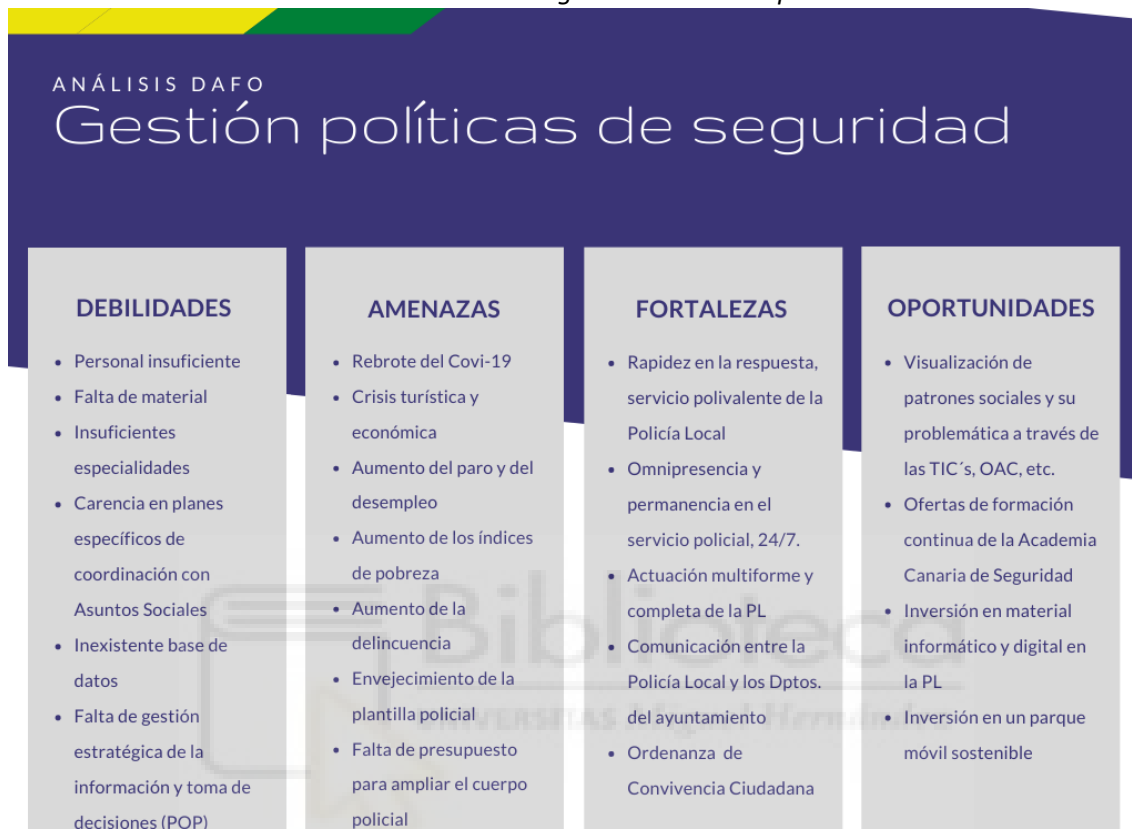 ANÁLISIS DAFO
Gestión políticas de seguridad
DEBILIDADES
• Personal insuficiente
• Falta de material
• Insuficientes
especialidades
• Carencia en planes
específicos de
coordinación con
Asuntos Sociales
• Inexistente base de
datos
• Falta de gestión
estratégica de la
información y toma de
decisiones (POP)
AMENAZAS
• Rebrote del Covi-19
• Crisis turística y
económica
• Aumento del paro y del
desempleo
• Aumento de los índices
de pobreza
• Aumento de la
delincuencia
• Envejecimiento de la
plantilla policial
• Falta de presupuesto
para ampliar el cuerpo
policial
FORTALEZAS
• Rapidez en la respuesta,
servicio polivalente de la
Policía Local
• Omnipresencia y
permanencia en el
servicio policial, 24/7.
• Actuación multiforme y
completa de la PL
• Comunicación entre la
Policía Local y los Dptos.
del ayuntamiento
• Ordenanza de
Convivencia Ciudadana
OPORTUNIDADES
• Visualización de
patrones sociales y su
problemática a través de
las TIC´s, OAC, etc.
• Ofertas de formación
continua de la Academia
Canaria de Seguridad
• Inversión en material
informático y digital en
la PL
• Inversión en un parque
móvil sostenible
Biblioteca
UNIVERSITAS Miguel Hernández